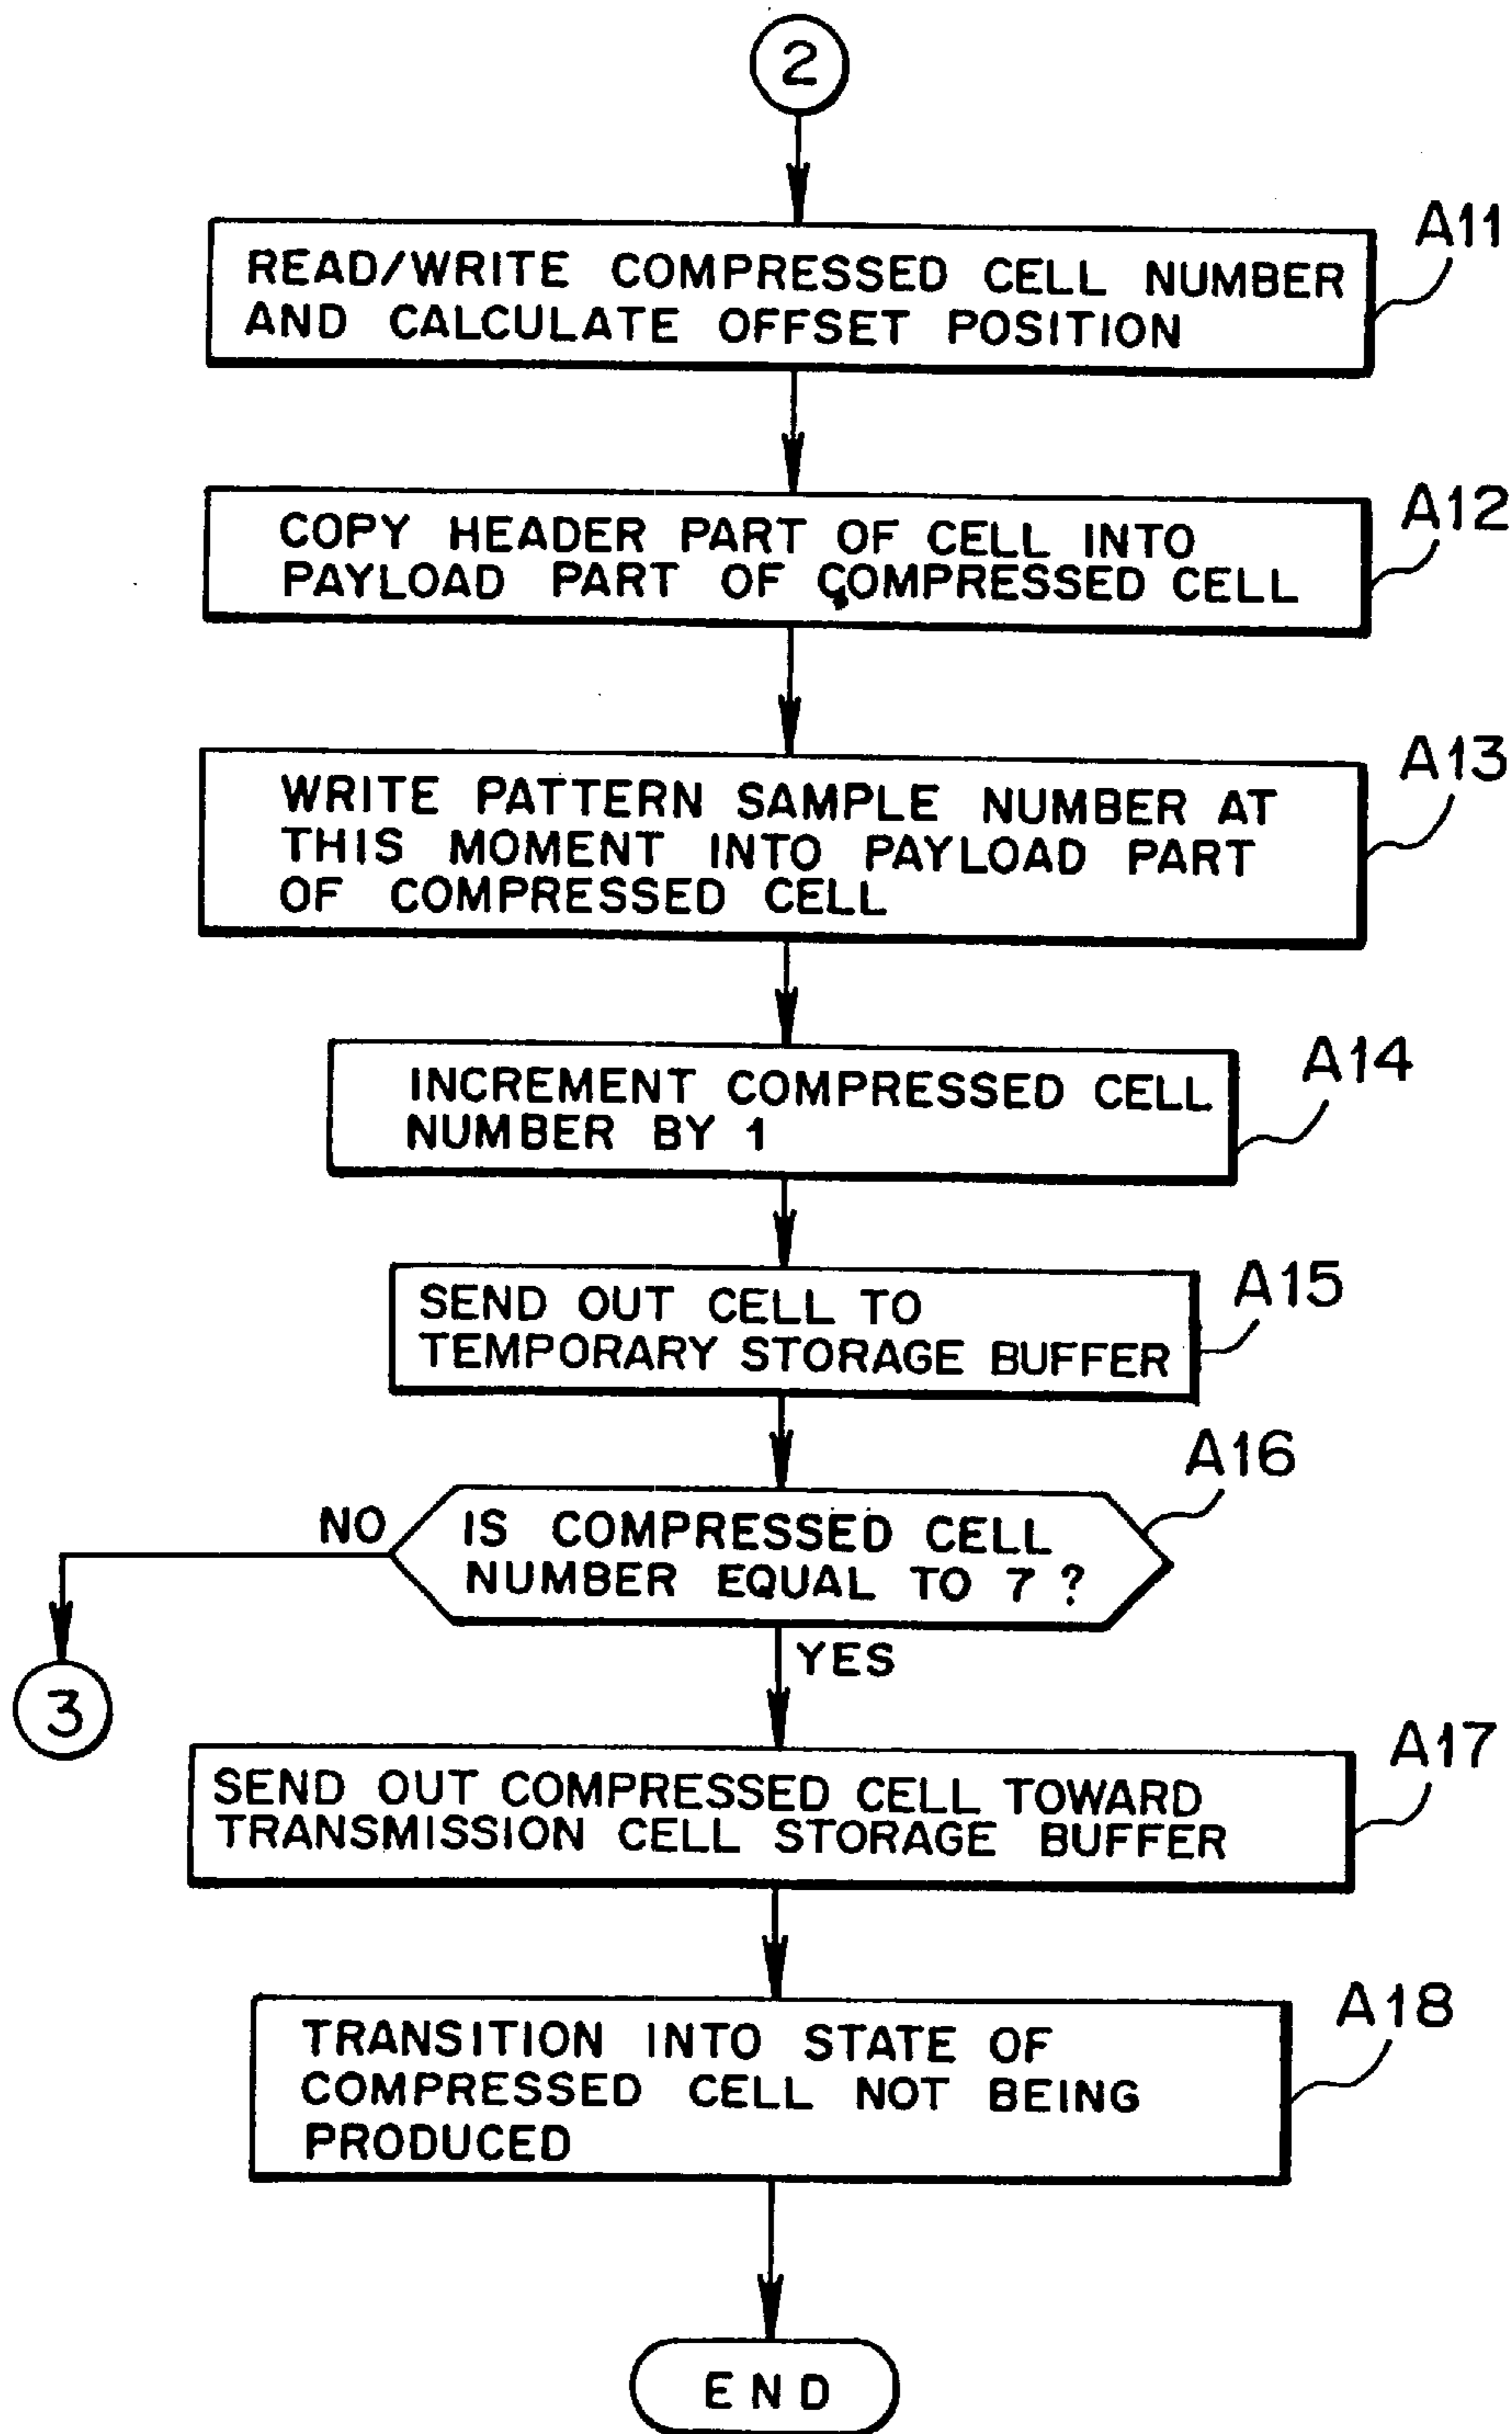 2
A11
READ/WRITE COMPRESSED CELL NUMBER
AND CALCULATE OFFSET POSITION
A12
COPY HEADER PART OF CELL INTO
PAYLOAD PART OF COMPRESSED CELL
A13
WRITE PATTERN SAMPLE NUMBER AT
THIS MOMENT INTO PAYLOAD PART
OF COMPRESSED CELL
A14
INCREMENT COMPRESSED CELL
NUMBER BY 1
A15
SEND OUT CELL TO
TEMPORARY STORAGE BUFFER
A16
NO
IS COMPRESSED CELL
NUMBER EQUAL TO 7 ?
YES
3
A17
SEND OUT COMPRESSED CELL TOWARD
TRANSMISSION CELL STORAGE BUFFER
A18
TRANSITION INTO STATE OF
COMPRESSED CELL NOT BEING
PRODUCED
END